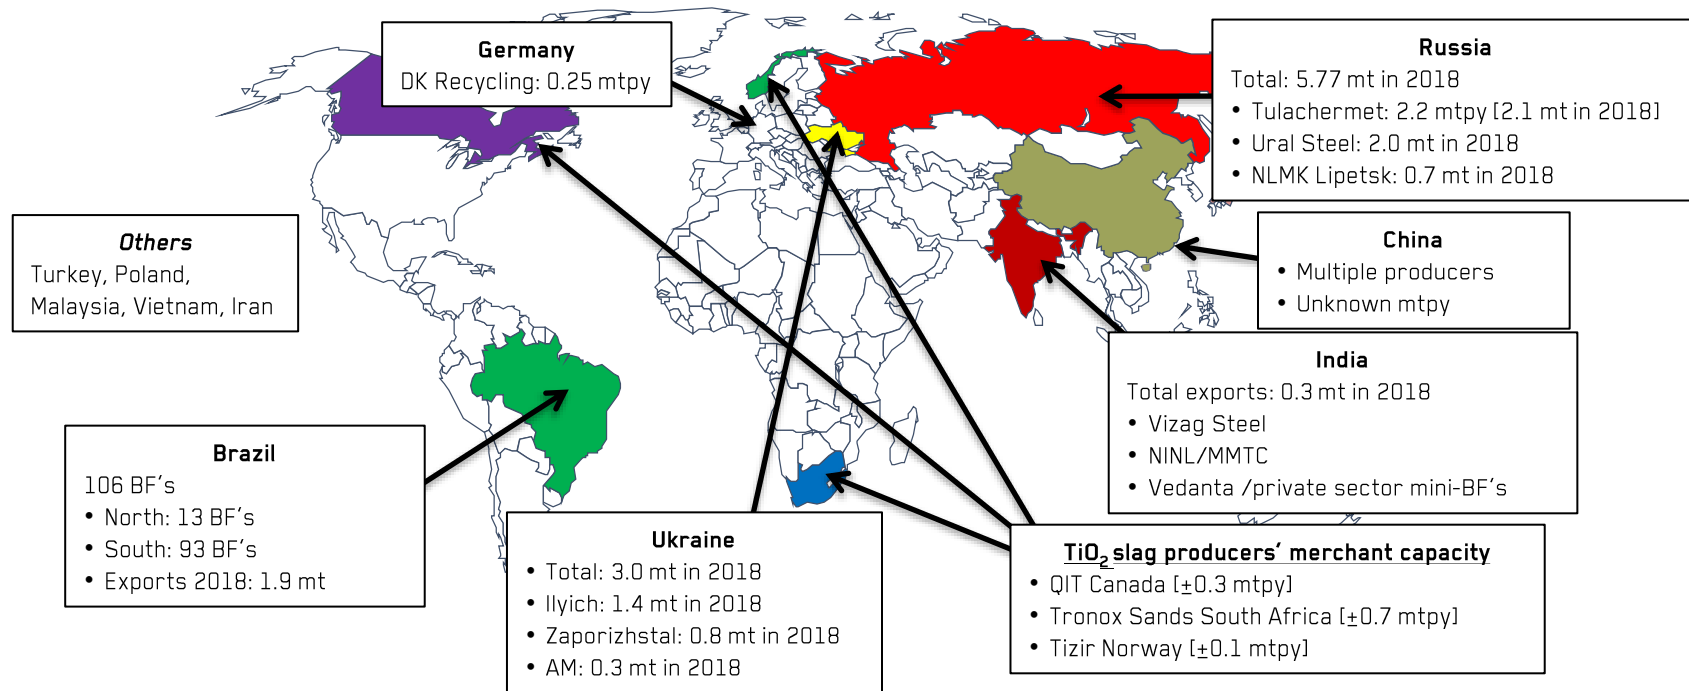 Germany
DK Recycling: 0.25 mtpy
Russia
Total: 5.77 mt in 2018
• Tulachermet: 2.2 mtpy [2.1 mt in 2018]
• Ural Steel: 2.0 mt in 2018
• NLMK Lipetsk: 0.7 mt in 2018
Others
Turkey, Poland,
Malaysia, Vietnam, Iran
China
• Multiple producers
• Unknown mtpy
India
Total exports: 0.3 mt in 2018
• Vizag Steel
• NINL/MMTC
• Vedanta /private sector mini-BF's
Brazil
106 BF's
• North: 13 BF's
• South: 93 BF's
• Exports 2018: 1.9 mt
Ukraine
• Total: 3.0 mt in 2018
• Ilyich: 1.4 mt in 2018
• Zaporizhstal: 0.8 mt in 2018
• AM: 0.3 mt in 2018
TiO₂ slag producers' merchant capacity
• QIT Canada [±0.3 mtpy]
• Tronox Sands South Africa [±0.7 mtpy]
• Tizir Norway [±0.1 mtpy]